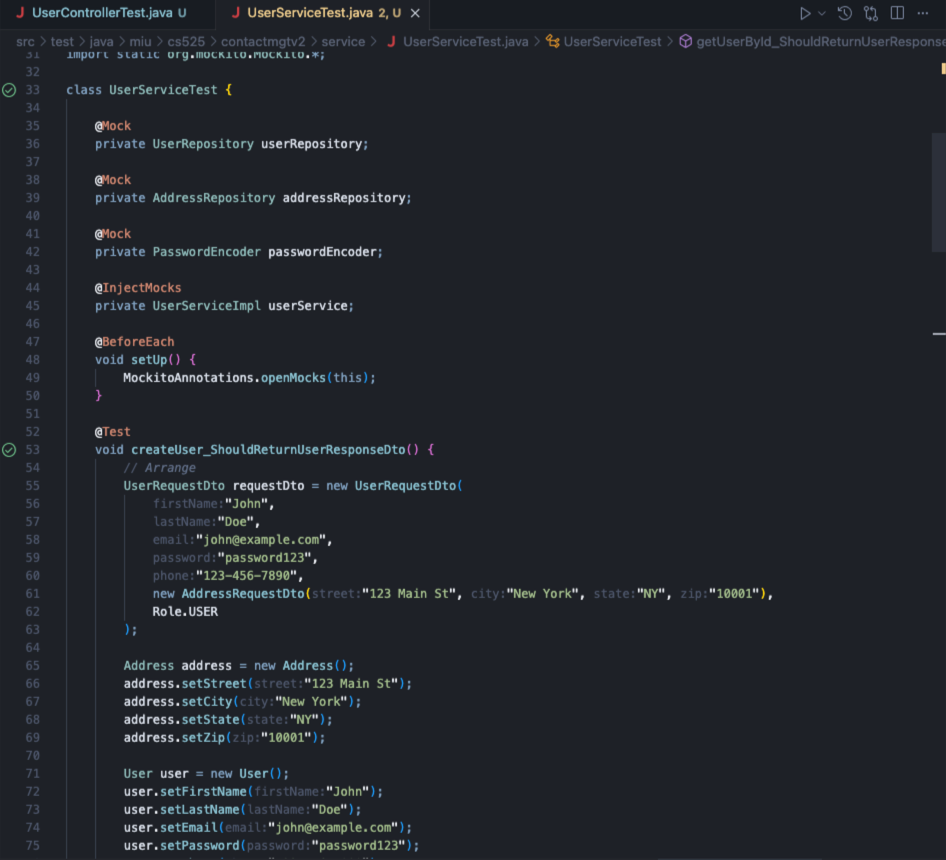 UserControllerTest.java U
UserServiceTest.java 2, U
src > test > java > miu > cs525 > contactmgtv2 > service > J UserServiceTest.java > UserServiceTest > getUserById_ShouldReturnUserResponse
31 import static org.mockito.Mockito.*;
32
33 class UserServiceTest {
34
35 @Mock
36 private UserRepository userRepository;
37
38 @Mock
39 private AddressRepository addressRepository;
40
41 @Mock
42 private PasswordEncoder passwordEncoder;
43
44 @InjectMocks
45 private UserServiceImpl userService;
46
47 @BeforeEach
48 void setUp() {
49 MockitoAnnotations.openMocks(this);
50 }
51
52 @Test
53 void createUser_ShouldReturnUserResponseDto() {
54 // Arrange
55 UserRequestDto requestDto = new UserRequestDto(
56 firstName:"John",
57 lastName:"Doe",
58 email:"john@example.com",
59 password:"password123",
60 phone:"123-456-7890",
61 new AddressRequestDto(street:"123 Main St", city:"New York", state:"NY", zip:"10001"),
62 Role.USER
63 );
64
65 Address address = new Address();
66 address.setStreet(street:"123 Main St");
67 address.setCity(city:"New York");
68 address.setState(state:"NY");
69 address.setZip(zip:"10001");
70
71 User user = new User();
72 user.setFirstName(firstName:"John");
73 user.setLastName(lastName:"Doe");
74 user.setEmail(email:"john@example.com");
75 user.setPassword(password:"password123");